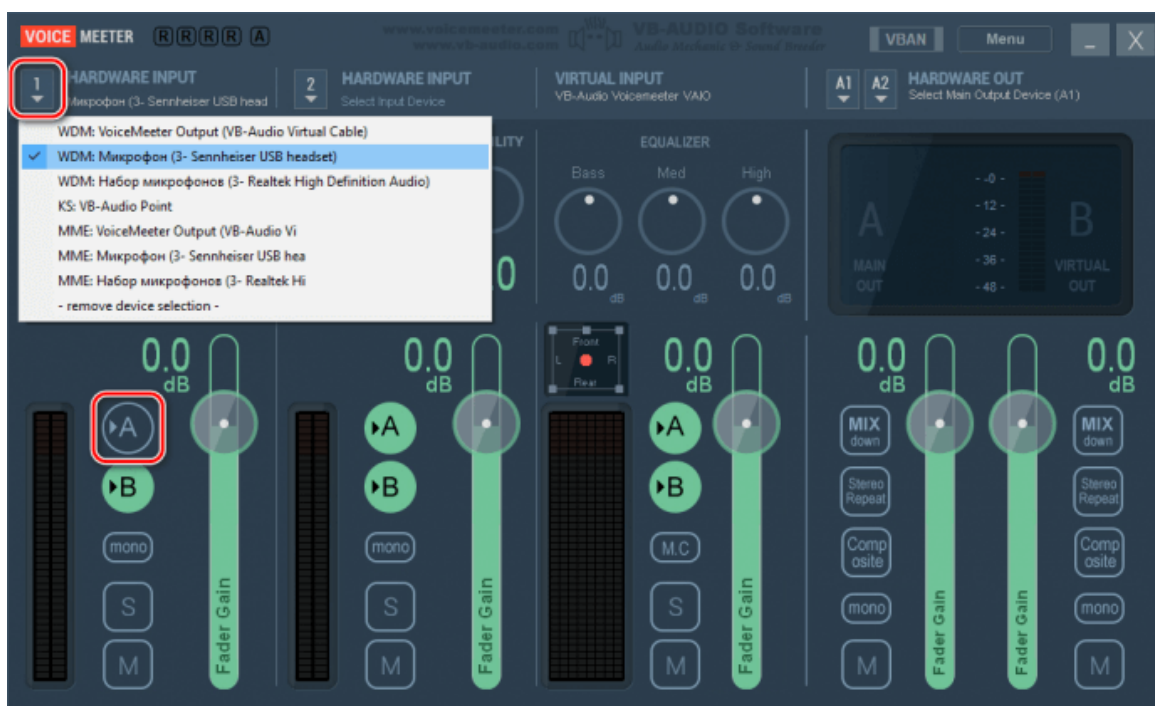 VOICE MEETER R R R R A
www.voicemeeter.com
www.vb-audio.com
VB-AUDIO Software
Audio Mechanic & Sound Breeder
VBAN
Menu
_ X
1
HARDWARE INPUT
Микрофон (3- Sennheiser USB head
2
HARDWARE INPUT
Select Input Device
VIRTUAL INPUT
VB-Audio Voicemeeter VAIO
A1 A2
HARDWARE OUT
Select Main Output Device (A1)
WDM: VoiceMeeter Output (VB-Audio Virtual Cable)
WDM: Микрофон (3- Sennheiser USB headset)
WDM: Набор микрофонов (3- Realtek High Definition Audio)
KS: VB-Audio Point
MME: VoiceMeeter Output (VB-Audio Vi
MME: Микрофон (3- Sennheiser USB hea
MME: Набор микрофонов (3- Realtek Hi
- remove device selection -
LITY
.0
EQUALIZER
Bass Med High
0.0 dB 0.0 dB 0.0 dB
A
MAIN
OUT
- -0 -
- -12 -
- -24 -
- -36 -
- -48 -
B
VIRTUAL
OUT
0.0 dB
A
B
mono
S
M
Fader Gain
0.0 dB
A
B
mono
S
M
Fader Gain
Front
L R
Rear
0.0 dB
A
B
M.C
S
M
Fader Gain
0.0 dB
MIX
down
Stereo
Repeat
Comp
osite
mono
M
Fader Gain
Fader Gain
0.0 dB
MIX
down
Stereo
Repeat
Comp
osite
mono
M